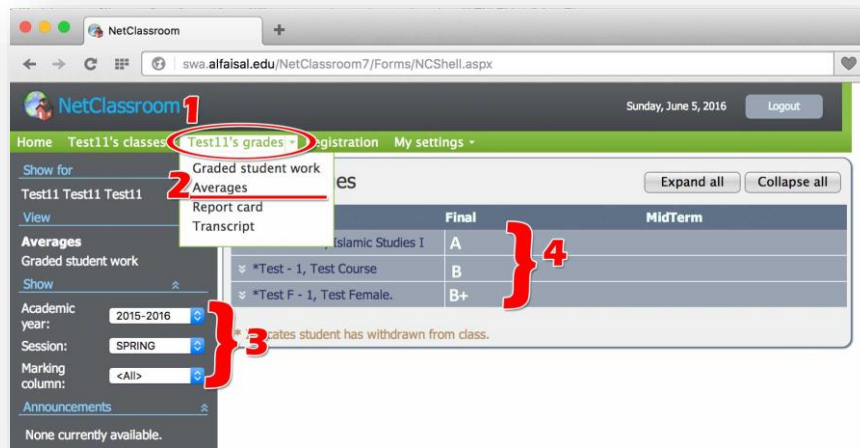 NetClassroom
swa.alfaisal.edu/NetClassroom7/Forms/NCShell.aspx
NetClassroom
Sunday, June 5, 2016
Logout
1
Home Test11's classes Test11's grades Registration My settings
Show for
Test11 Test11 Test11
View
Averages
Graded student work
Show
Academic year:
2015-2016
Session:
SPRING
Marking column:
<All>
3
Announcements
None currently available.
Graded student work
2
Averages
Report card
Transcript
Expand all
Collapse all
Final MidTerm
Islamic Studies I A
*Test - 1, Test Course B
*Test F - 1, Test Female. B+
4
* student has withdrawn from class.